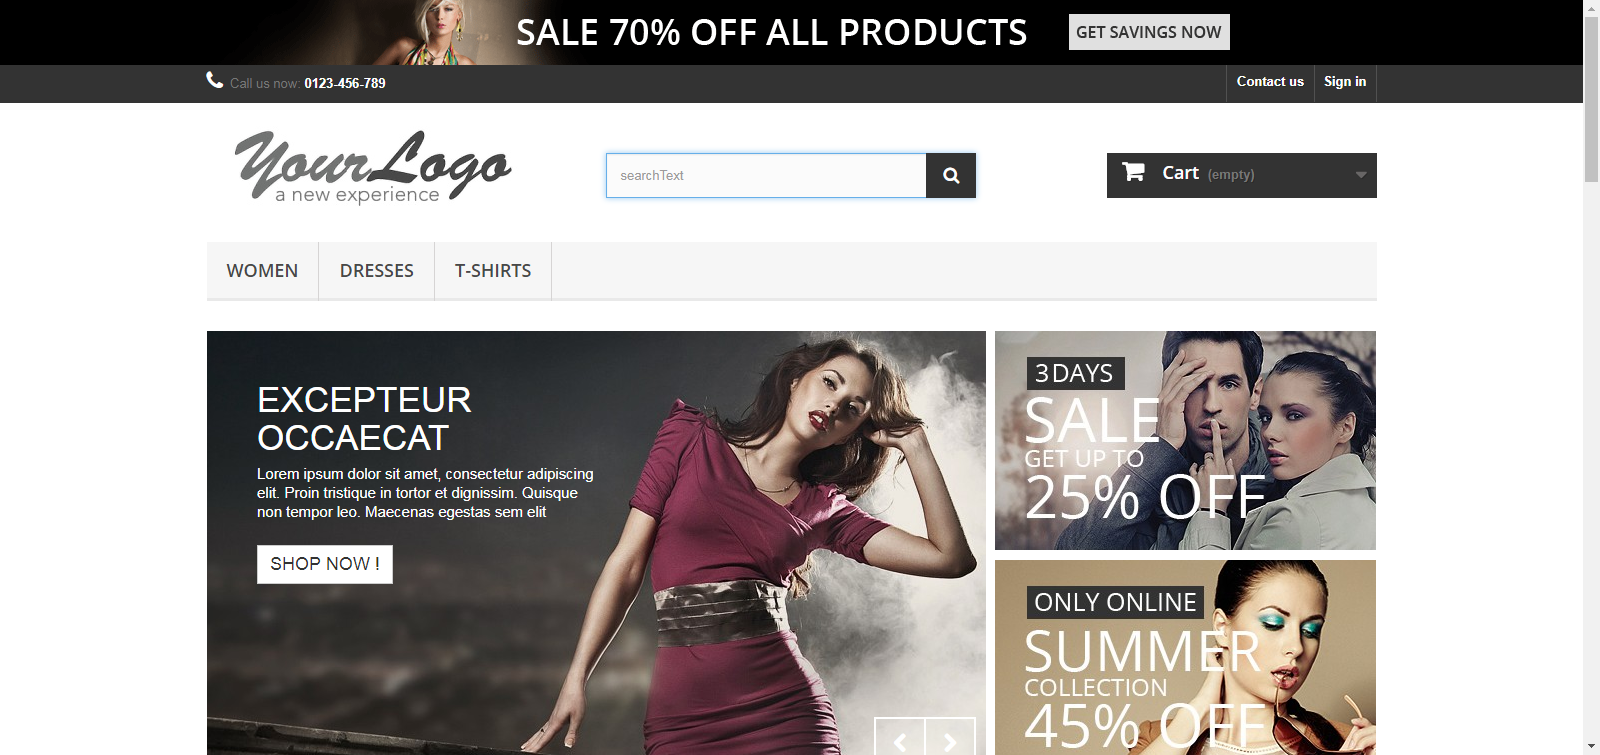 SALE 70% OFF ALL PRODUCTS
GET SAVINGS NOW
Call us now: 0123-456-789
Contact us
Sign in
YourLogo
a new experience
searchText
Cart (empty)
WOMEN
DRESSES
T-SHIRTS
EXCEPTEUR
OCCAECAT
Lorem ipsum dolor sit amet, consectetur adipiscing
elit. Proin tristique in tortor et dignissim. Quisque
non tempor leo. Maecenas egestas sem elit
SHOP NOW !
3 DAYS
SALE
GET UP TO
25% OFF
ONLY ONLINE
SUMMER
COLLECTION
45% OFF